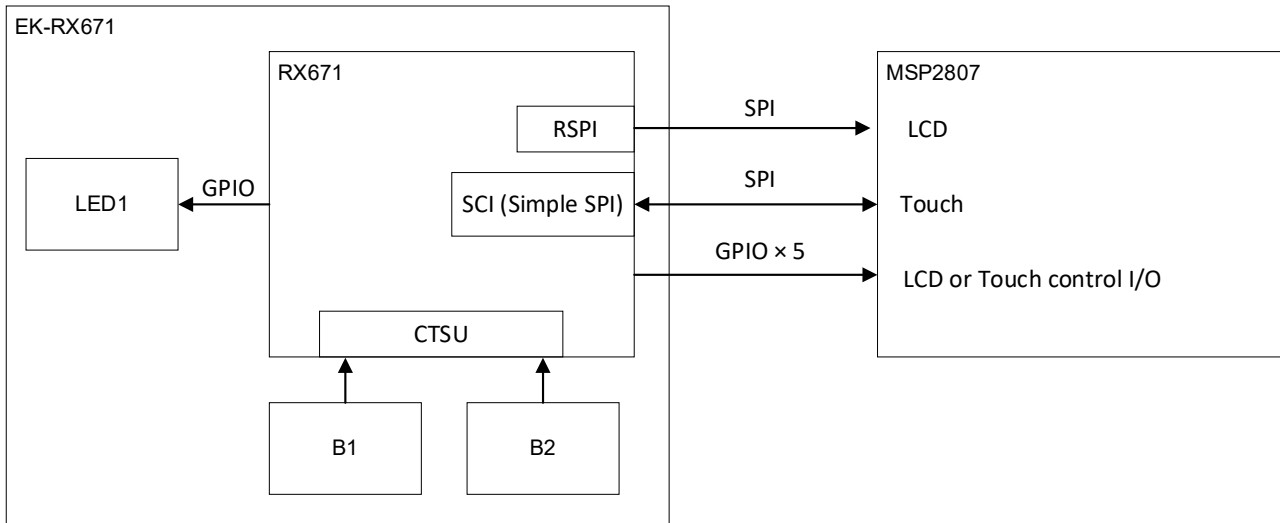 EK-RX671
RX671
MSP2807
RSPI
SPI
LCD
LED1
GPIO
SCI (Simple SPI)
SPI
Touch
GPIO × 5
LCD or Touch control I/O
CTSU
B1
B2